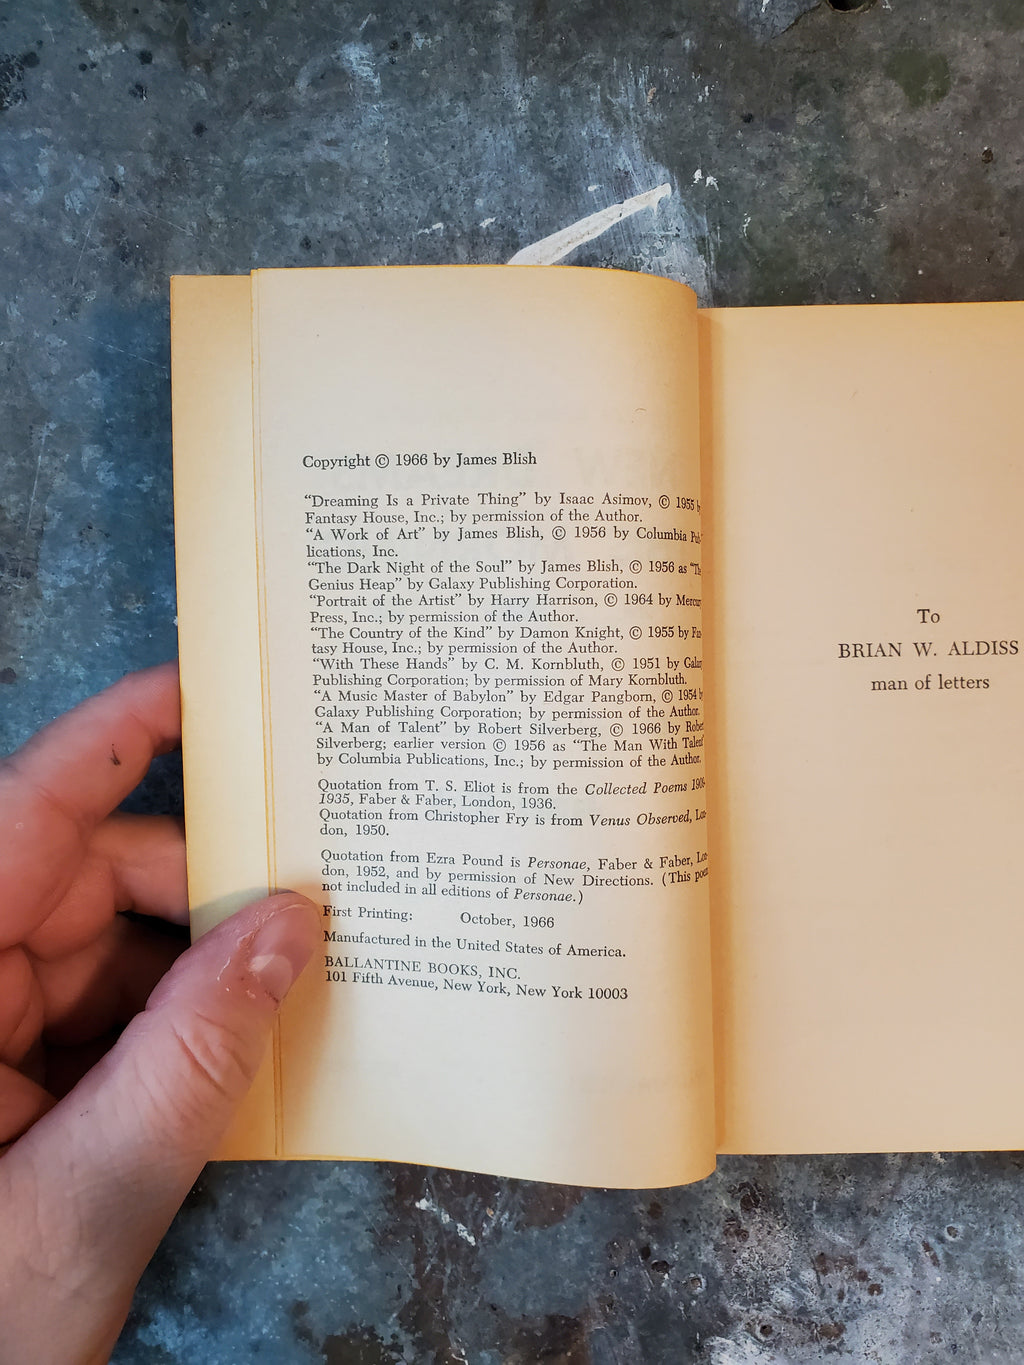 Copyright © 1966 by James Blish
"Dreaming Is a Private Thing" by Isaac Asimov, © 1955 b
Fantasy House, Inc.; by permission of the Author.
"A Work of Art" by James Blish, © 1956 by Columbia Pub-
lications, Inc.
"The Dark Night of the Soul" by James Blish, © 1956 as "Th
Genius Heap" by Galaxy Publishing Corporation.
"Portrait of the Artist" by Harry Harrison, © 1964 by Mercury
Press, Inc.; by permission of the Author.
"The Country of the Kind" by Damon Knight, © 1955 by Fan-
tasy House, Inc.; by permission of the Author.
"With These Hands" by C. M. Kornbluth, © 1951 by Galaxy
Publishing Corporation; by permission of Mary Kornbluth.
"A Music Master of Babylon" by Edgar Pangborn, © 1954 b
Galaxy Publishing Corporation; by permission of the Author.
"A Man of Talent" by Robert Silverberg, © 1966 by Robert
Silverberg; earlier version © 1956 as "The Man With Talent"
by Columbia Publications, Inc.; by permission of the Author.
Quotation from T. S. Eliot is from the Collected Poems 1909-
1935, Faber & Faber, London, 1936.
Quotation from Christopher Fry is from Venus Observed, Lon-
don, 1950.
Quotation from Ezra Pound is Personae, Faber & Faber, Lon-
don, 1952, and by permission of New Directions. (This poem
not included in all editions of Personae.)
First Printing: October, 1966
Manufactured in the United States of America.
BALLANTINE BOOKS, INC.
101 Fifth Avenue, New York, New York 10003
To
BRIAN W. ALDISS
man of letters